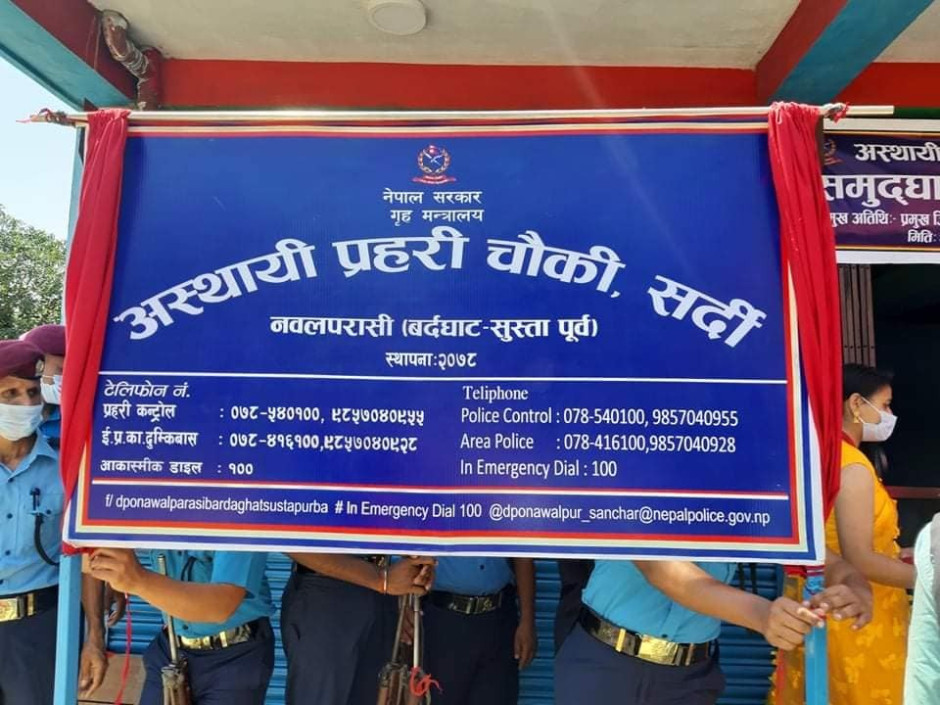 नेपाल सरकार
गृह मन्त्रालय
अस्थायी प्रहरी चौकी, सर्दी
नवलपरासी (बर्दघाट-सुस्ता पूर्व)
स्थापना:२०७८
टेलिफोन नं.
प्रहरी कन्ट्रोल : ०७८-५४०१००, ९८५७०४०९५५
ई.प्र.का.दुम्किबास : ०७८-४१६१००,९८५७०४०९२८
आकास्मीक डाइल : १००
Teliphone
Police Control : 078-540100, 9857040955
Area Police : 078-416100,9857040928
In Emergency Dial : 100
f/ dponawalparasibardaghatsustapurba # In Emergency Dial 100 @dponawalpur_sanchar@nepalpolice.gov.np
अस्थायी
समुद्घा
मुख अतिथि:- प्रमुख जि
मिति: